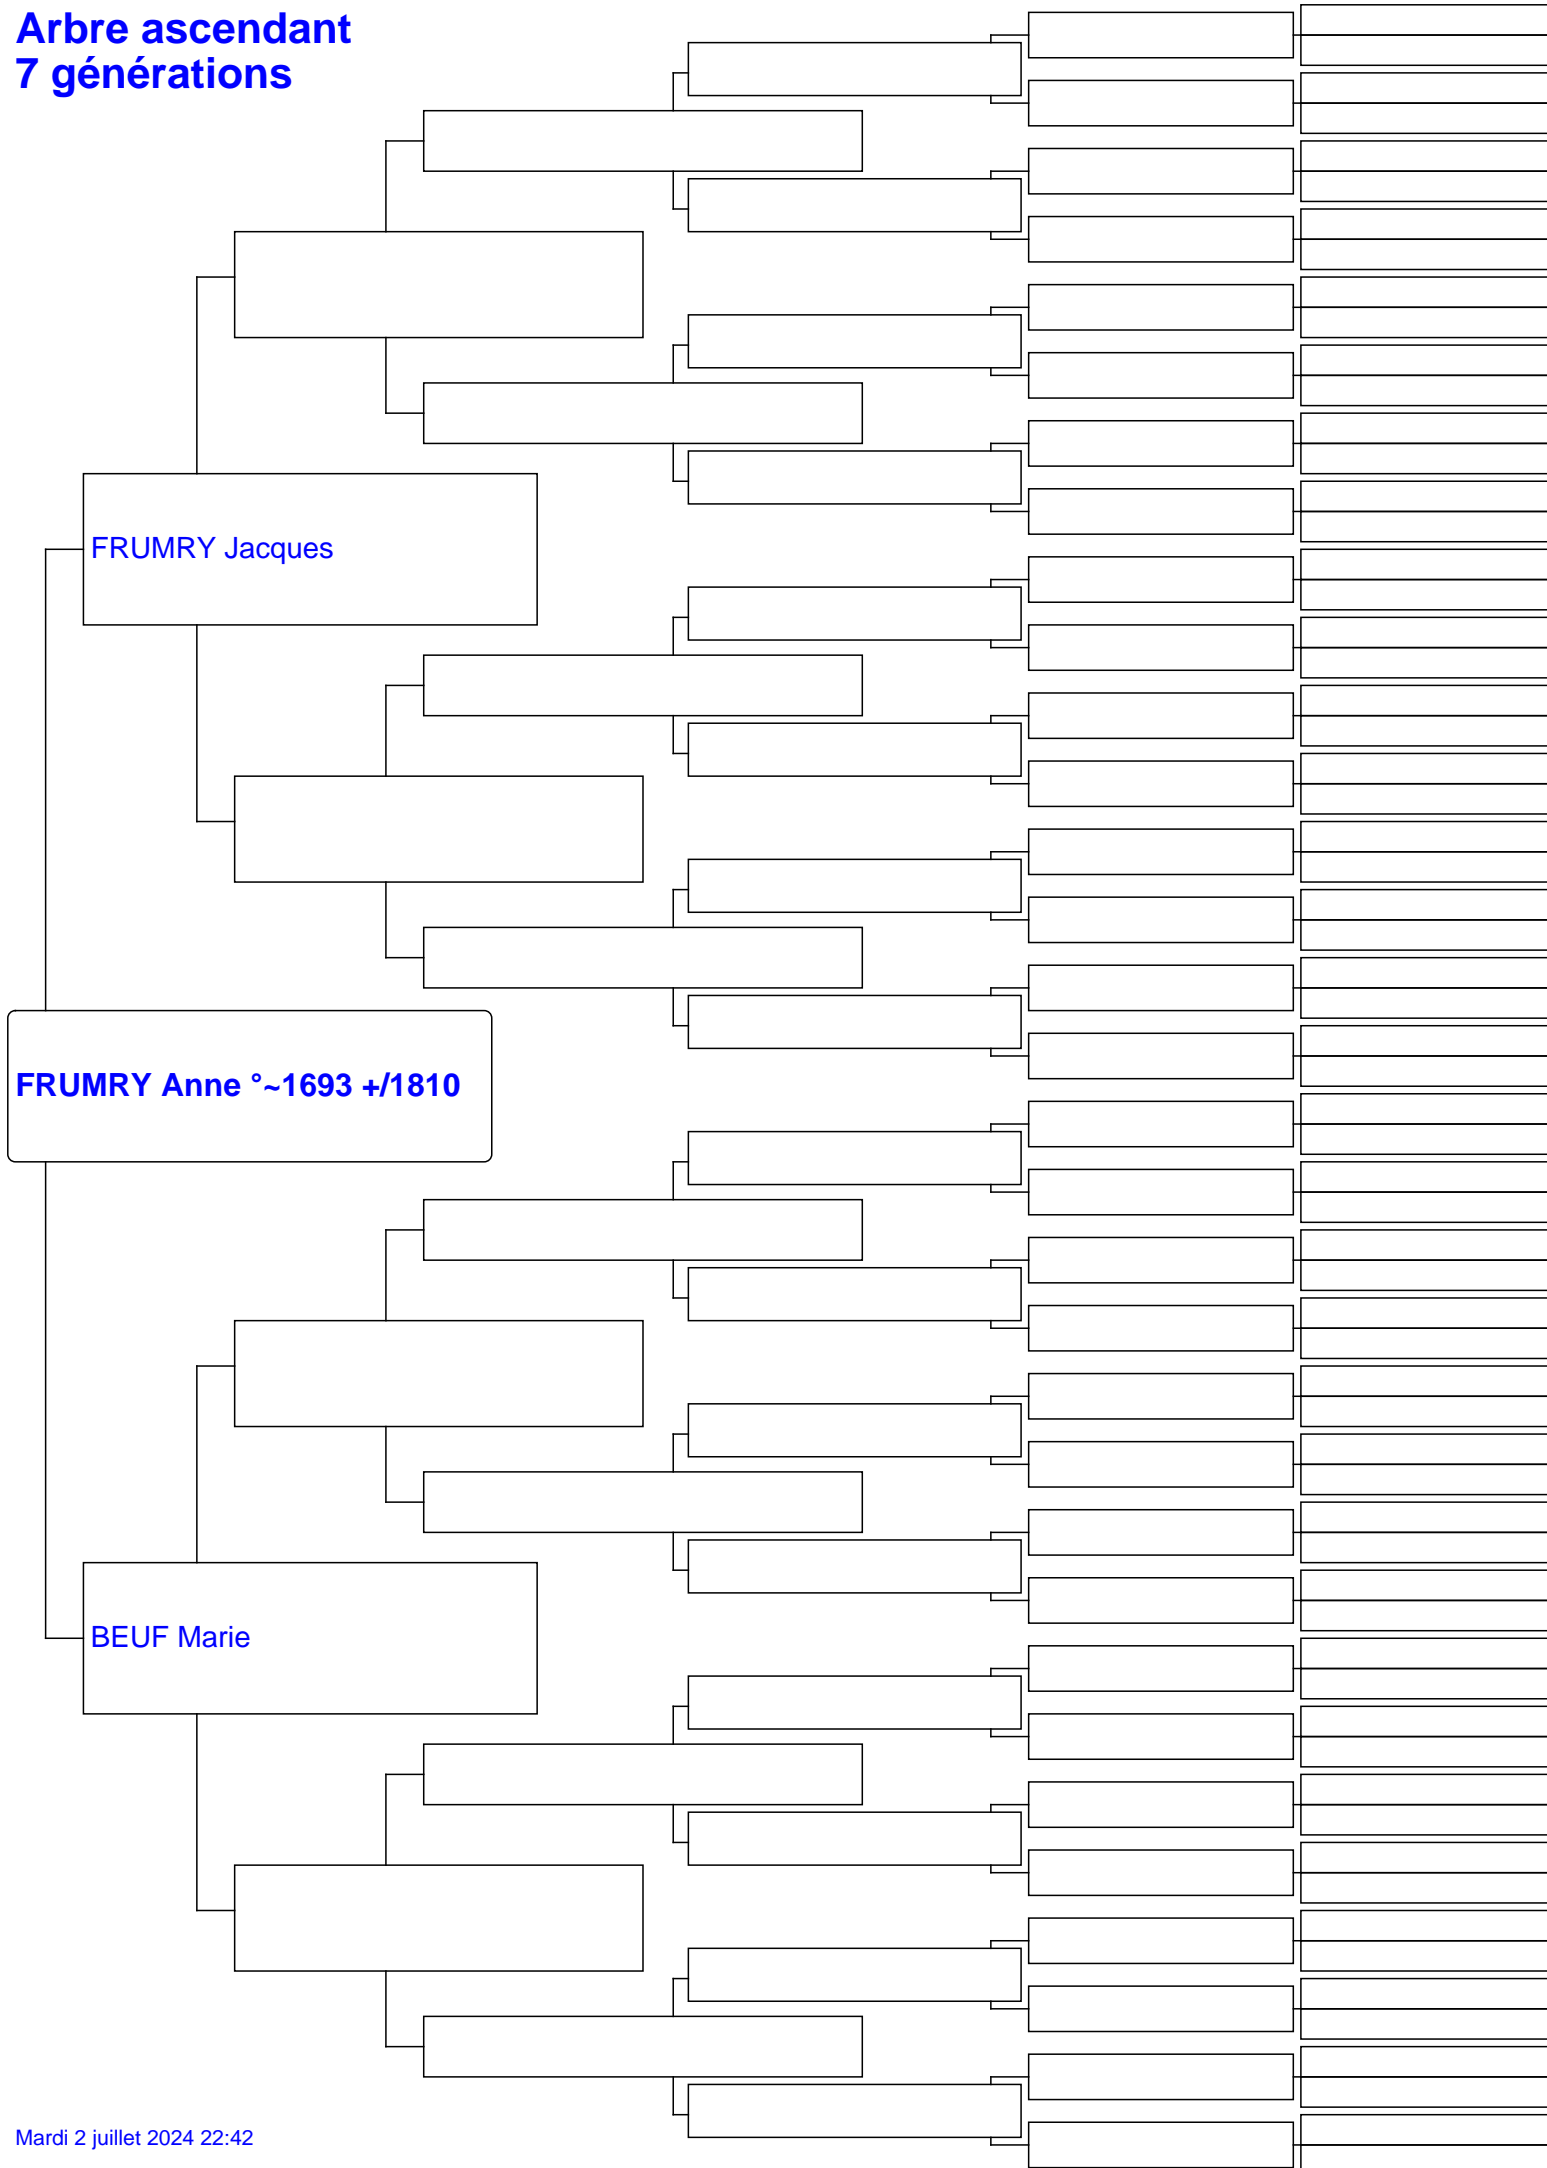 Arbre ascendant
7 générations
FRUMRY Jacques
FRUMRY Anne °~1693 +/1810
BEUF Marie
Mardi 2 juillet 2024 22:42